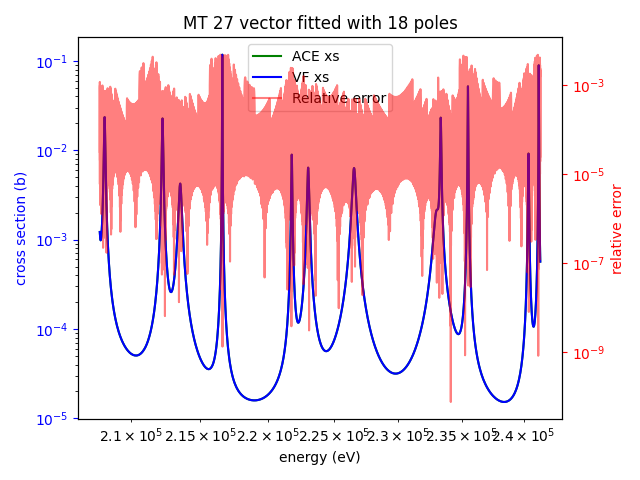 MT 27 vector fitted with 18 poles
ACE xs
VF xs
Relative error
10⁻¹
10⁻²
10⁻³
10⁻⁴
10⁻⁵
cross section (b)
10⁻³
10⁻⁵
10⁻⁷
10⁻⁹
relative error
2.1 × 10⁵ 2.15 × 10⁵ 2.2 × 10⁵ 2.25 × 10⁵ 2.3 × 10⁵ 2.35 × 10⁵ 2.4 × 10⁵
energy (eV)